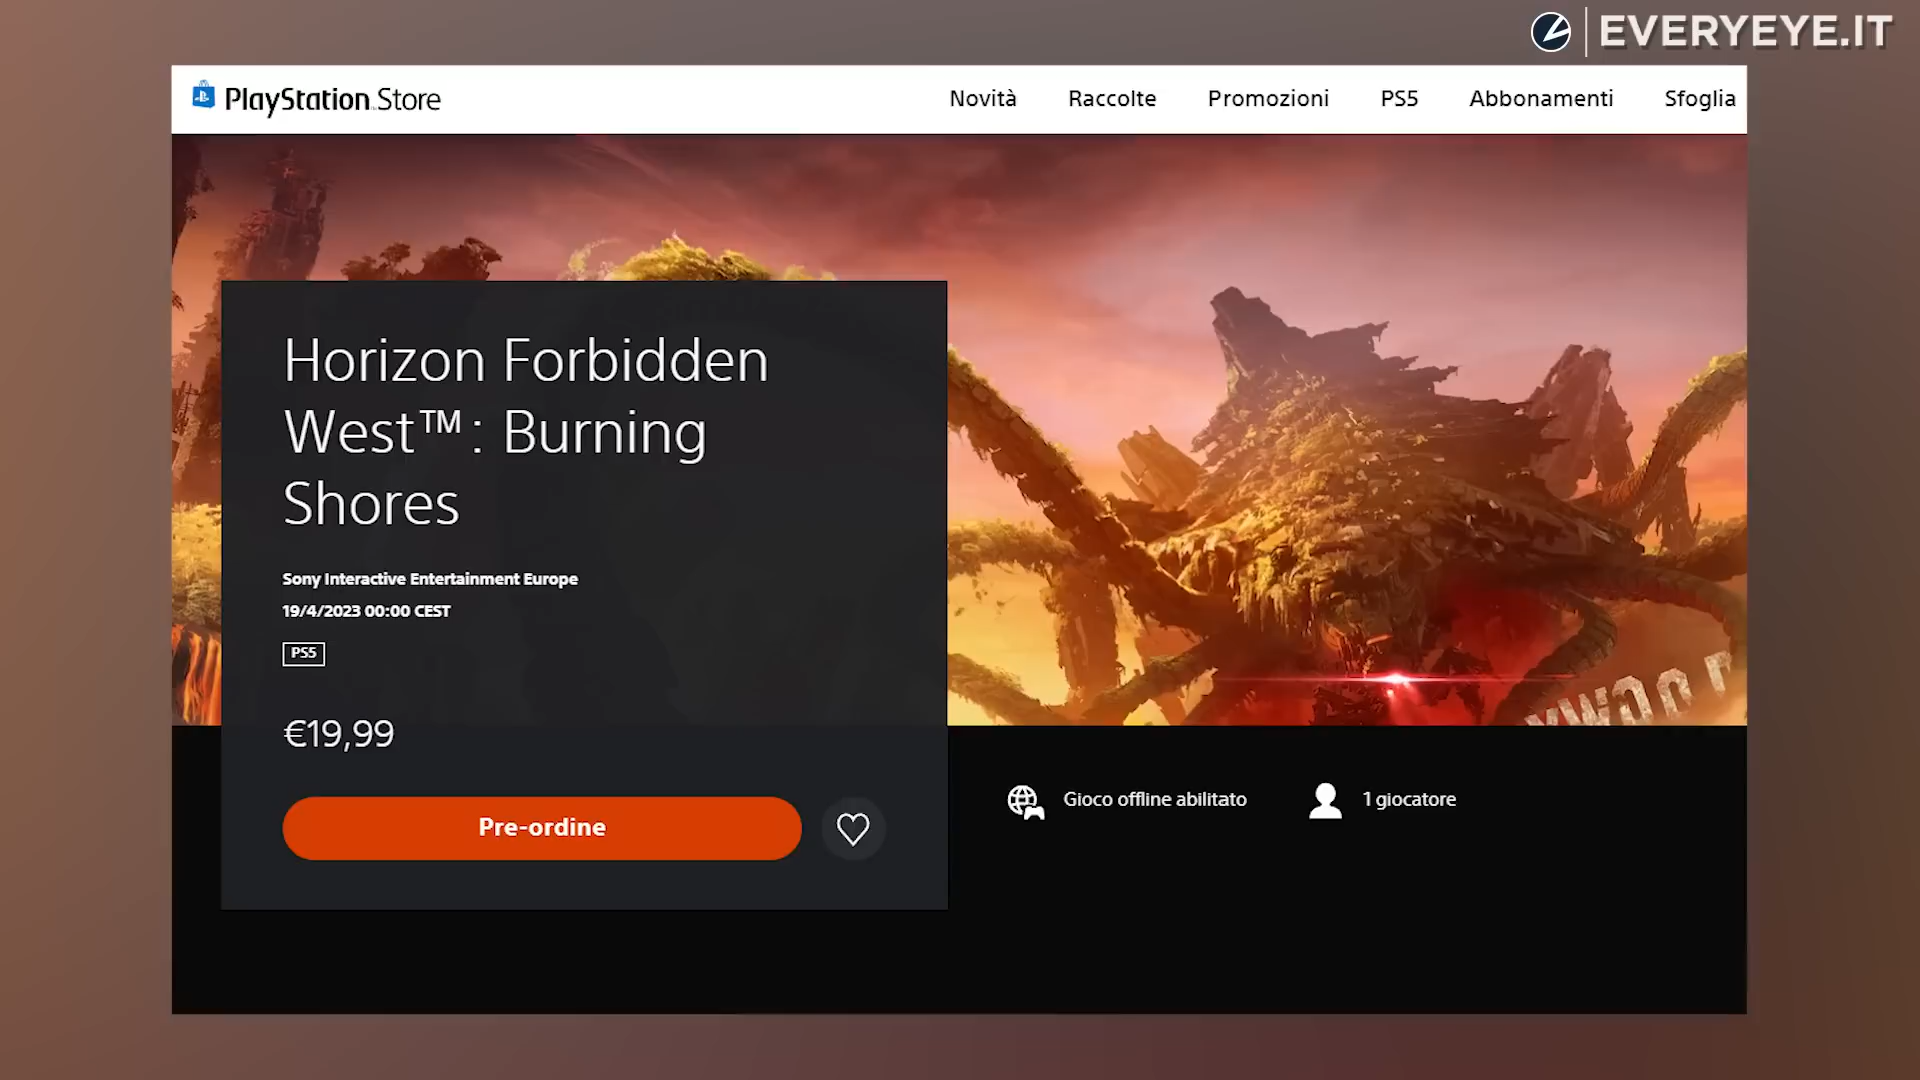 EVERYEYE.IT
PlayStation Store
Novità Raccolte Promozioni PS5 Abbonamenti Sfoglia
Horizon Forbidden
West™: Burning
Shores
Sony Interactive Entertainment Europe
19/4/2023 00:00 CEST
PS5
€19,99
Pre-ordine
Gioco offline abilitato
1 giocatore